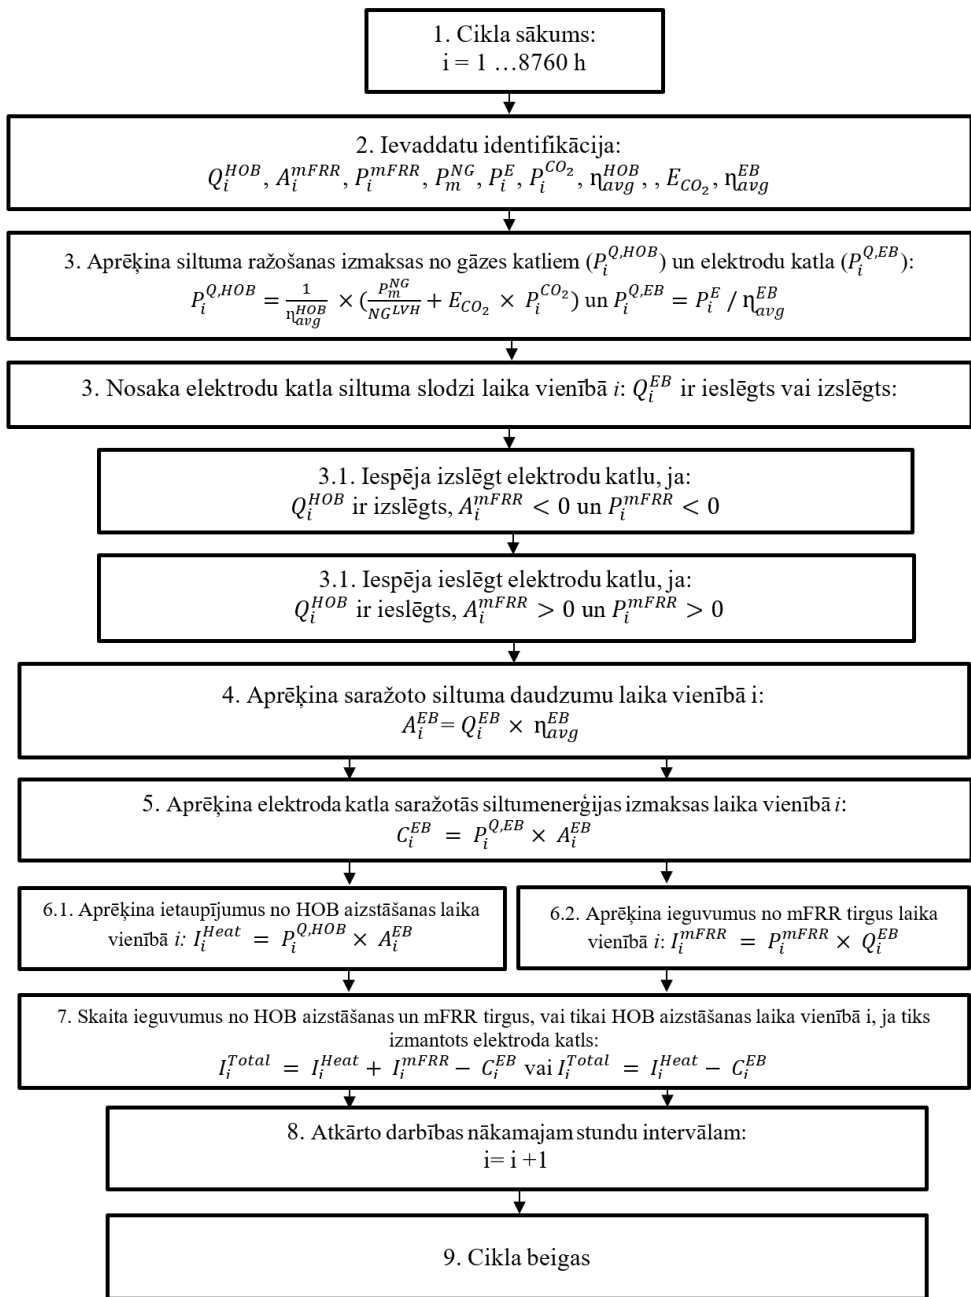 1. Cikla sākums:
i = 1 …8760 h
2. Ievaddatu identifikācija:
Q_i^{HOB}, A_i^{mFRR}, P_i^{mFRR}, P_m^{NG}, P_i^E, P_i^{CO_2}, η_{avg}^{HOB}, , E_{CO_2}, η_{avg}^{EB}
3. Aprēķina siltuma ražošanas izmaksas no gāzes katliem (P_i^{Q,HOB}) un elektrodu katla (P_i^{Q,EB}):
P_i^{Q,HOB} = \frac{1}{η_{avg}^{HOB}} × (\frac{P_m^{NG}}{NG^{LVH}} + E_{CO_2} × P_i^{CO_2}) un P_i^{Q,EB} = P_i^E / η_{avg}^{EB}
3. Nosaka elektrodu katla siltuma slodzi laika vienībā i: Q_i^{EB} ir ieslēgts vai izslēgts:
3.1. Iespēja izslēgt elektrodu katlu, ja:
Q_i^{HOB} ir izslēgts, A_i^{mFRR} < 0 un P_i^{mFRR} < 0
3.1. Iespēja ieslēgt elektrodu katlu, ja:
Q_i^{HOB} ir ieslēgts, A_i^{mFRR} > 0 un P_i^{mFRR} > 0
4. Aprēķina saražoto siltuma daudzumu laika vienībā i:
A_i^{EB} = Q_i^{EB} × η_{avg}^{EB}
5. Aprēķina elektroda katla saražotās siltumenerģijas izmaksas laika vienībā i:
C_i^{EB} = P_i^{Q,EB} × A_i^{EB}
6.1. Aprēķina ietaupījumus no HOB aizstāšanas laika
vienībā i: I_i^{Heat} = P_i^{Q,HOB} × A_i^{EB}
6.2. Aprēķina ieguvumus no mFRR tirgus laika
vienībā i: I_i^{mFRR} = P_i^{mFRR} × Q_i^{EB}
7. Skaita ieguvumus no HOB aizstāšanas un mFRR tirgus, vai tikai HOB aizstāšanas laika vienībā i, ja tiks
izmantots elektroda katls:
I_i^{Total} = I_i^{Heat} + I_i^{mFRR} − C_i^{EB} vai I_i^{Total} = I_i^{Heat} − C_i^{EB}
8. Atkārto darbības nākamajam stundu intervālam:
i= i +1
9. Cikla beigas